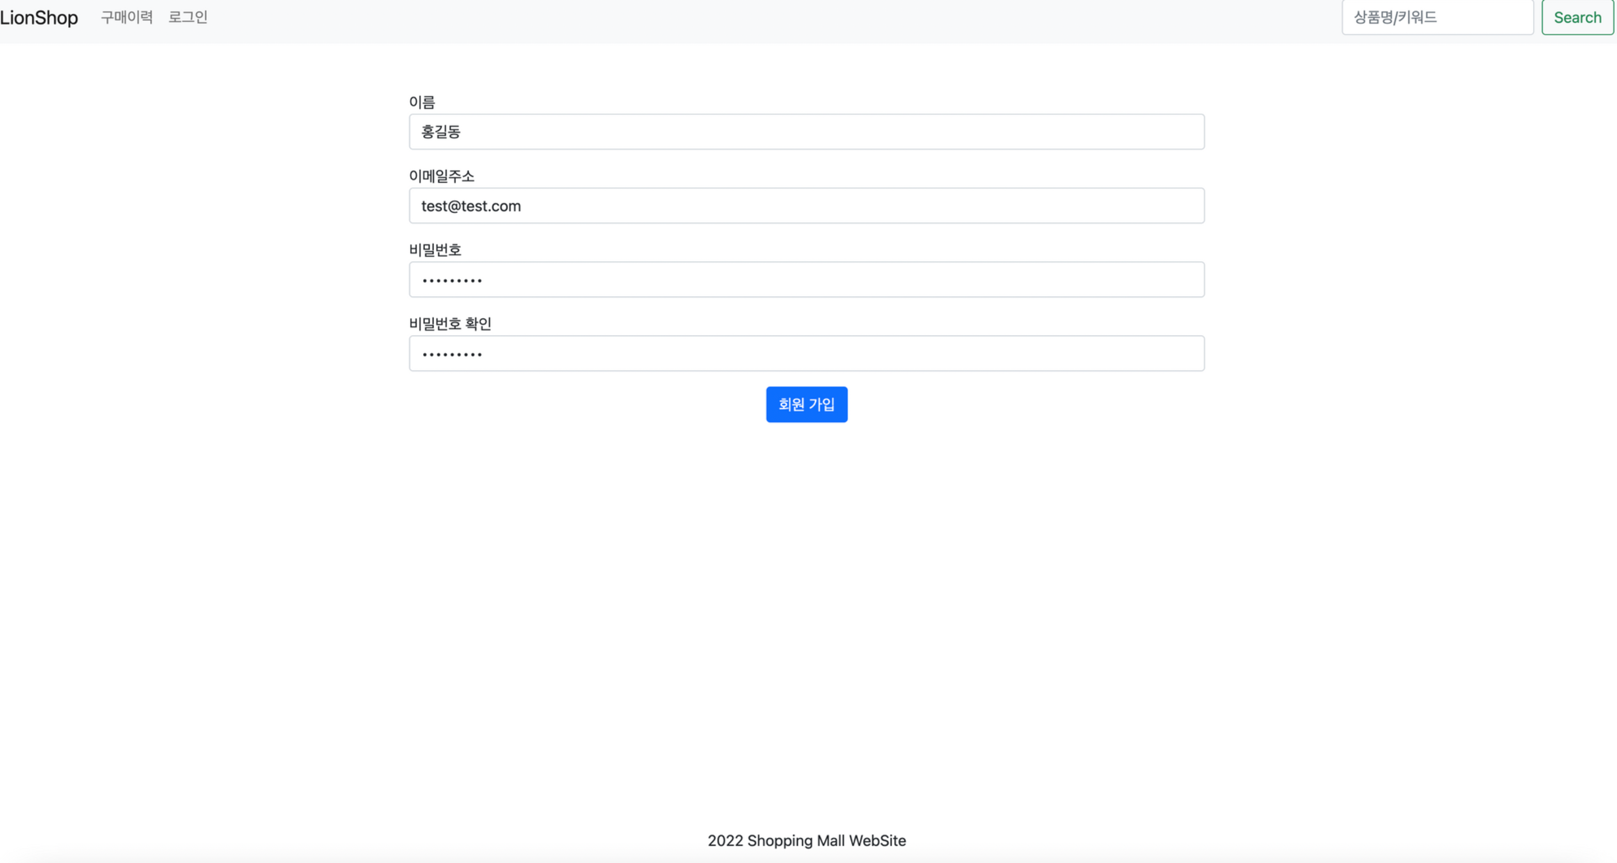 LionShop 구매이력 로그인 상품명/키워드 Search
이름
홍길동
이메일주소
test@test.com
비밀번호
•••••••••
비밀번호 확인
•••••••••
회원 가입
2022 Shopping Mall WebSite